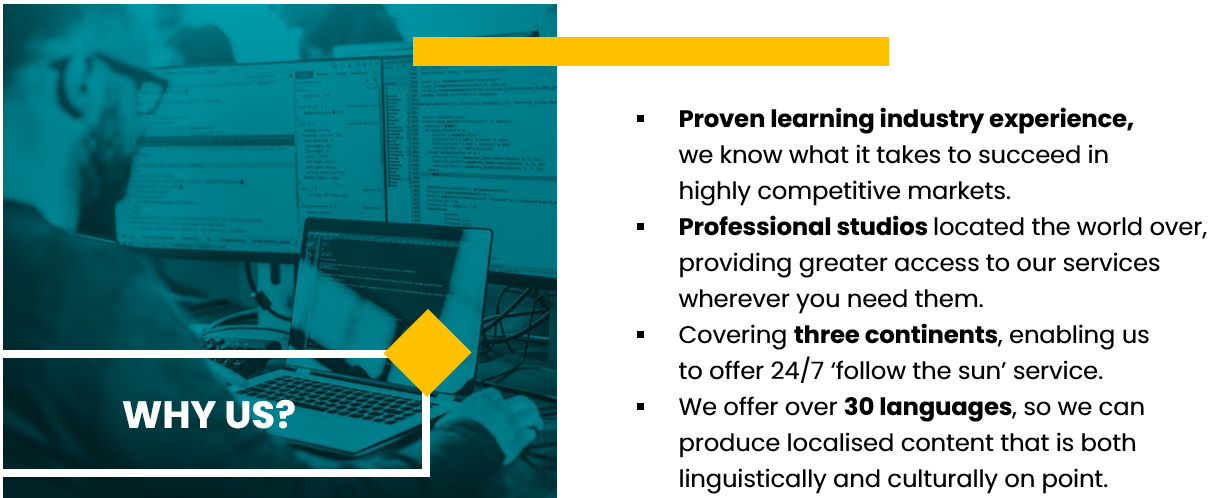 WHY US?
▪ Proven learning industry experience,
we know what it takes to succeed in
highly competitive markets.
▪ Professional studios located the world over,
providing greater access to our services
wherever you need them.
▪ Covering three continents, enabling us
to offer 24/7 ‘follow the sun’ service.
▪ We offer over 30 languages, so we can
produce localised content that is both
linguistically and culturally on point.